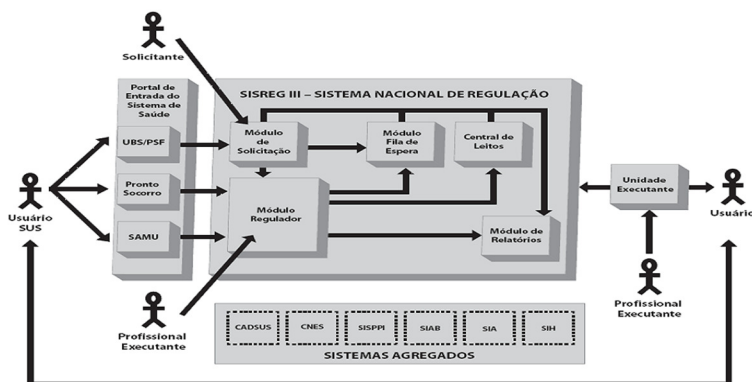 Solicitante
Portal de
Entrada do
Sistema de
Saúde
UBS/PSF
Pronto
Socorro
SAMU
Usuário
SUS
Profissional
Executante
SISREG III – SISTEMA NACIONAL DE REGULAÇÃO
Módulo
de
Solicitação
Módulo
Fila de
Espera
Central de
Leitos
Módulo
Regulador
Módulo de
Relatórios
Unidade
Executante
Usuário
Profissional
Executante
CADSUS
CNES
SISPPI
SIAB
SIA
SIH
SISTEMAS AGREGADOS